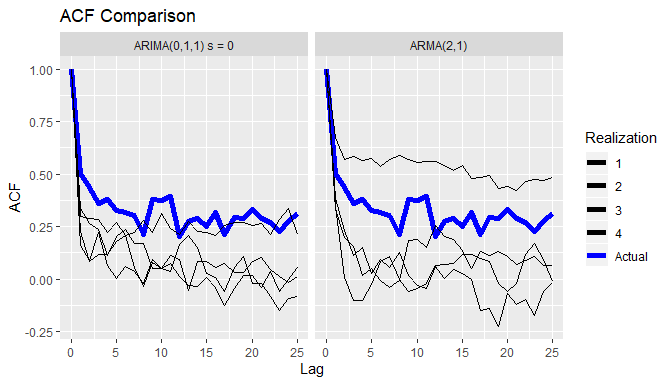 ACF Comparison
ARIMA(0,1,1) s = 0
ARMA(2,1)
1.00
0.75
0.50
0.25
0.00
-0.25
ACF
0 5 10 15 20 25
0 5 10 15 20 25
Lag
Realization
1
2
3
4
Actual